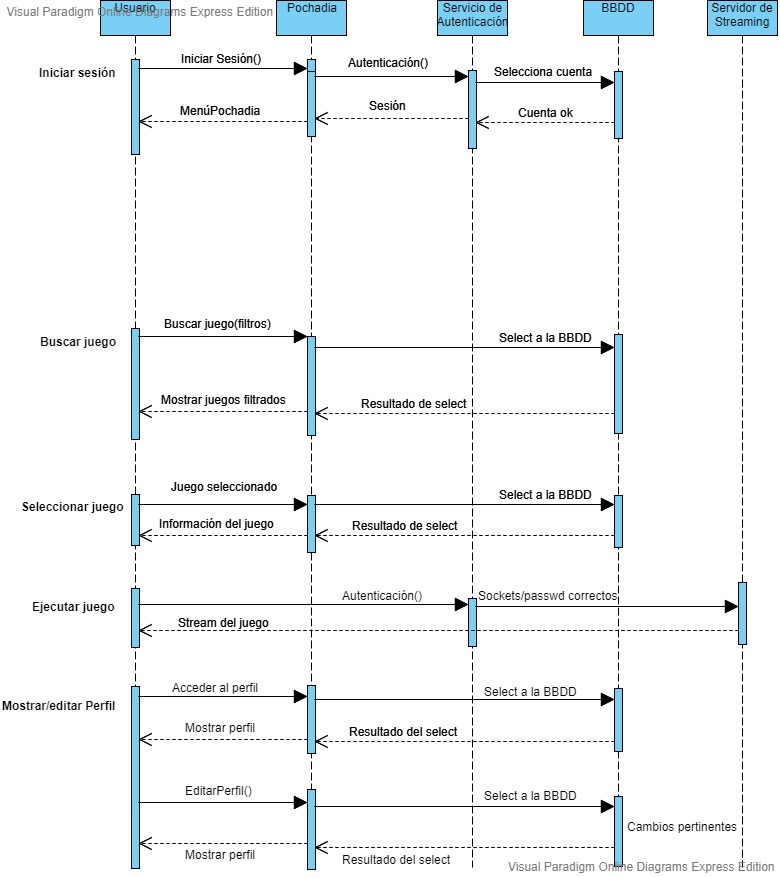 Visual Paradigm Online Diagrams Express Edition
Usuario
Pochadia
Servicio de
Autenticación
BBDD
Servidor de
Streaming
Iniciar sesión
Iniciar Sesión()
Autenticación()
Selecciona cuenta
MenúPochadia
Sesión
Cuenta ok
Buscar juego
Buscar juego(filtros)
Select a la BBDD
Mostrar juegos filtrados
Resultado de select
Seleccionar juego
Juego seleccionado
Select a la BBDD
Información del juego
Resultado de select
Ejecutar juego
Autenticación()
Sockets/passwd correctos
Stream del juego
Mostrar/editar Perfil
Acceder al perfil
Select a la BBDD
Mostrar perfil
Resultado del select
EditarPerfil()
Select a la BBDD
Cambios pertinentes
Mostrar perfil
Resultado del select
Visual Paradigm Online Diagrams Express Edition